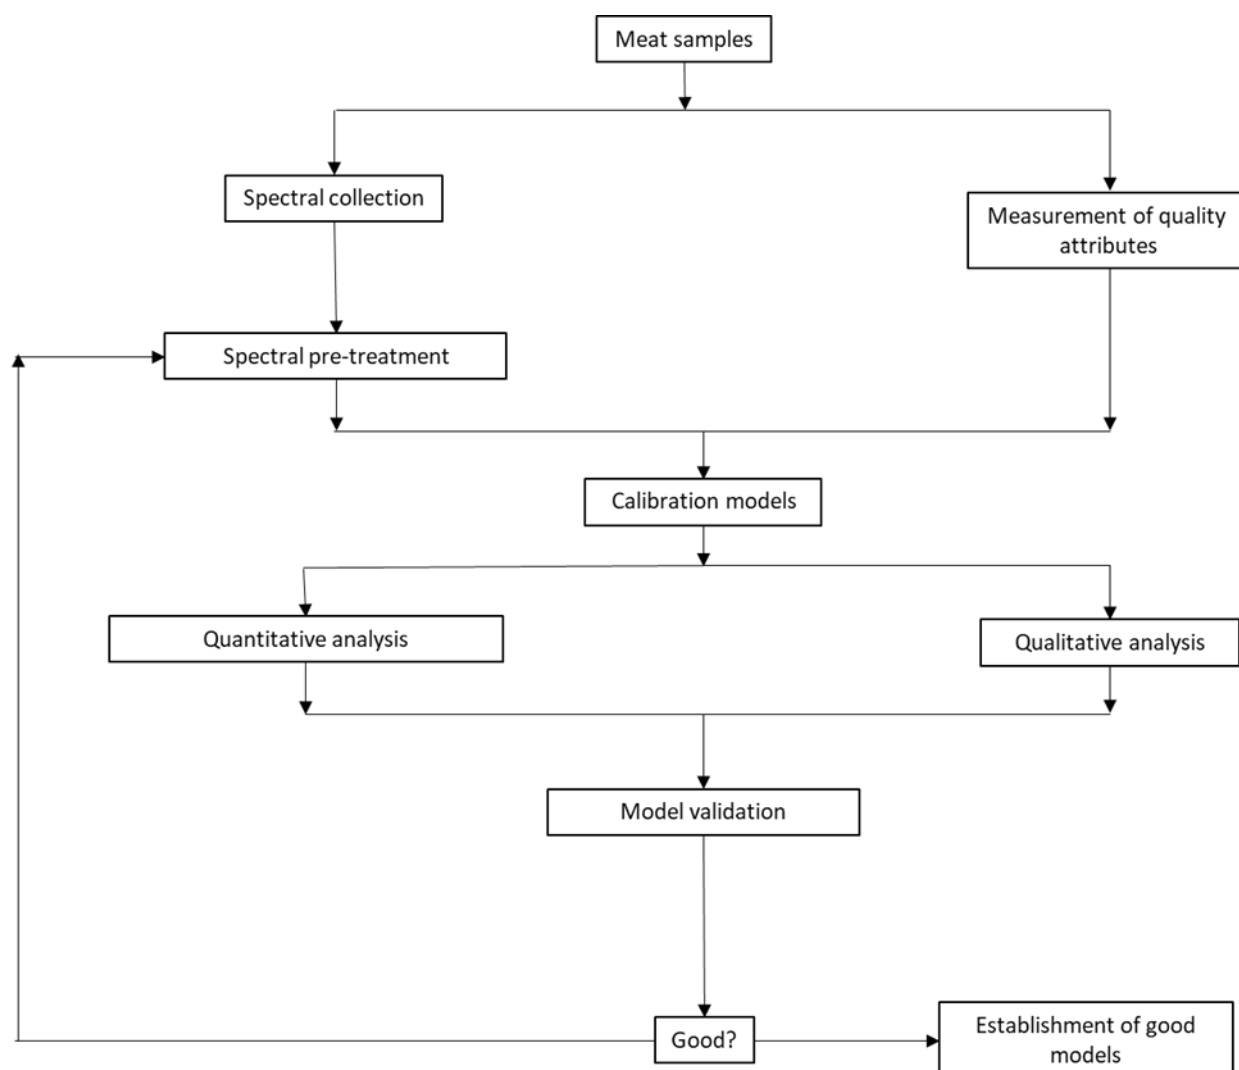 Meat samples
Spectral collection
Measurement of quality
attributes
Spectral pre-treatment
Calibration models
Quantitative analysis
Qualitative analysis
Model validation
Good?
Establishment of good
models